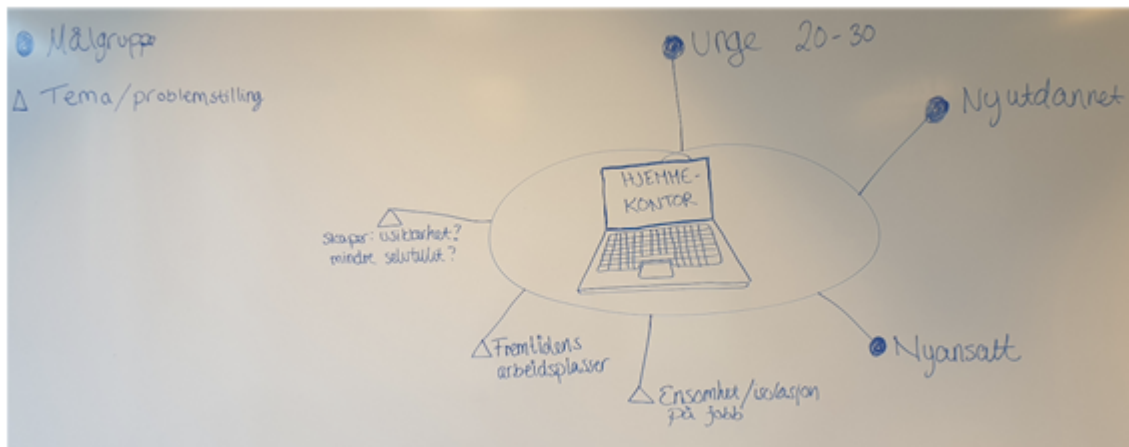 Målgruppe
Tema/problemstilling
Unge 20-30
Nyutdannet
HJEMME-
KONTOR
skaper: usikkerhet?
mindre selvtillit?
Fremtidens
arbeidsplasser
Ensomhet/isolasjon
på jobb
Nyansatt